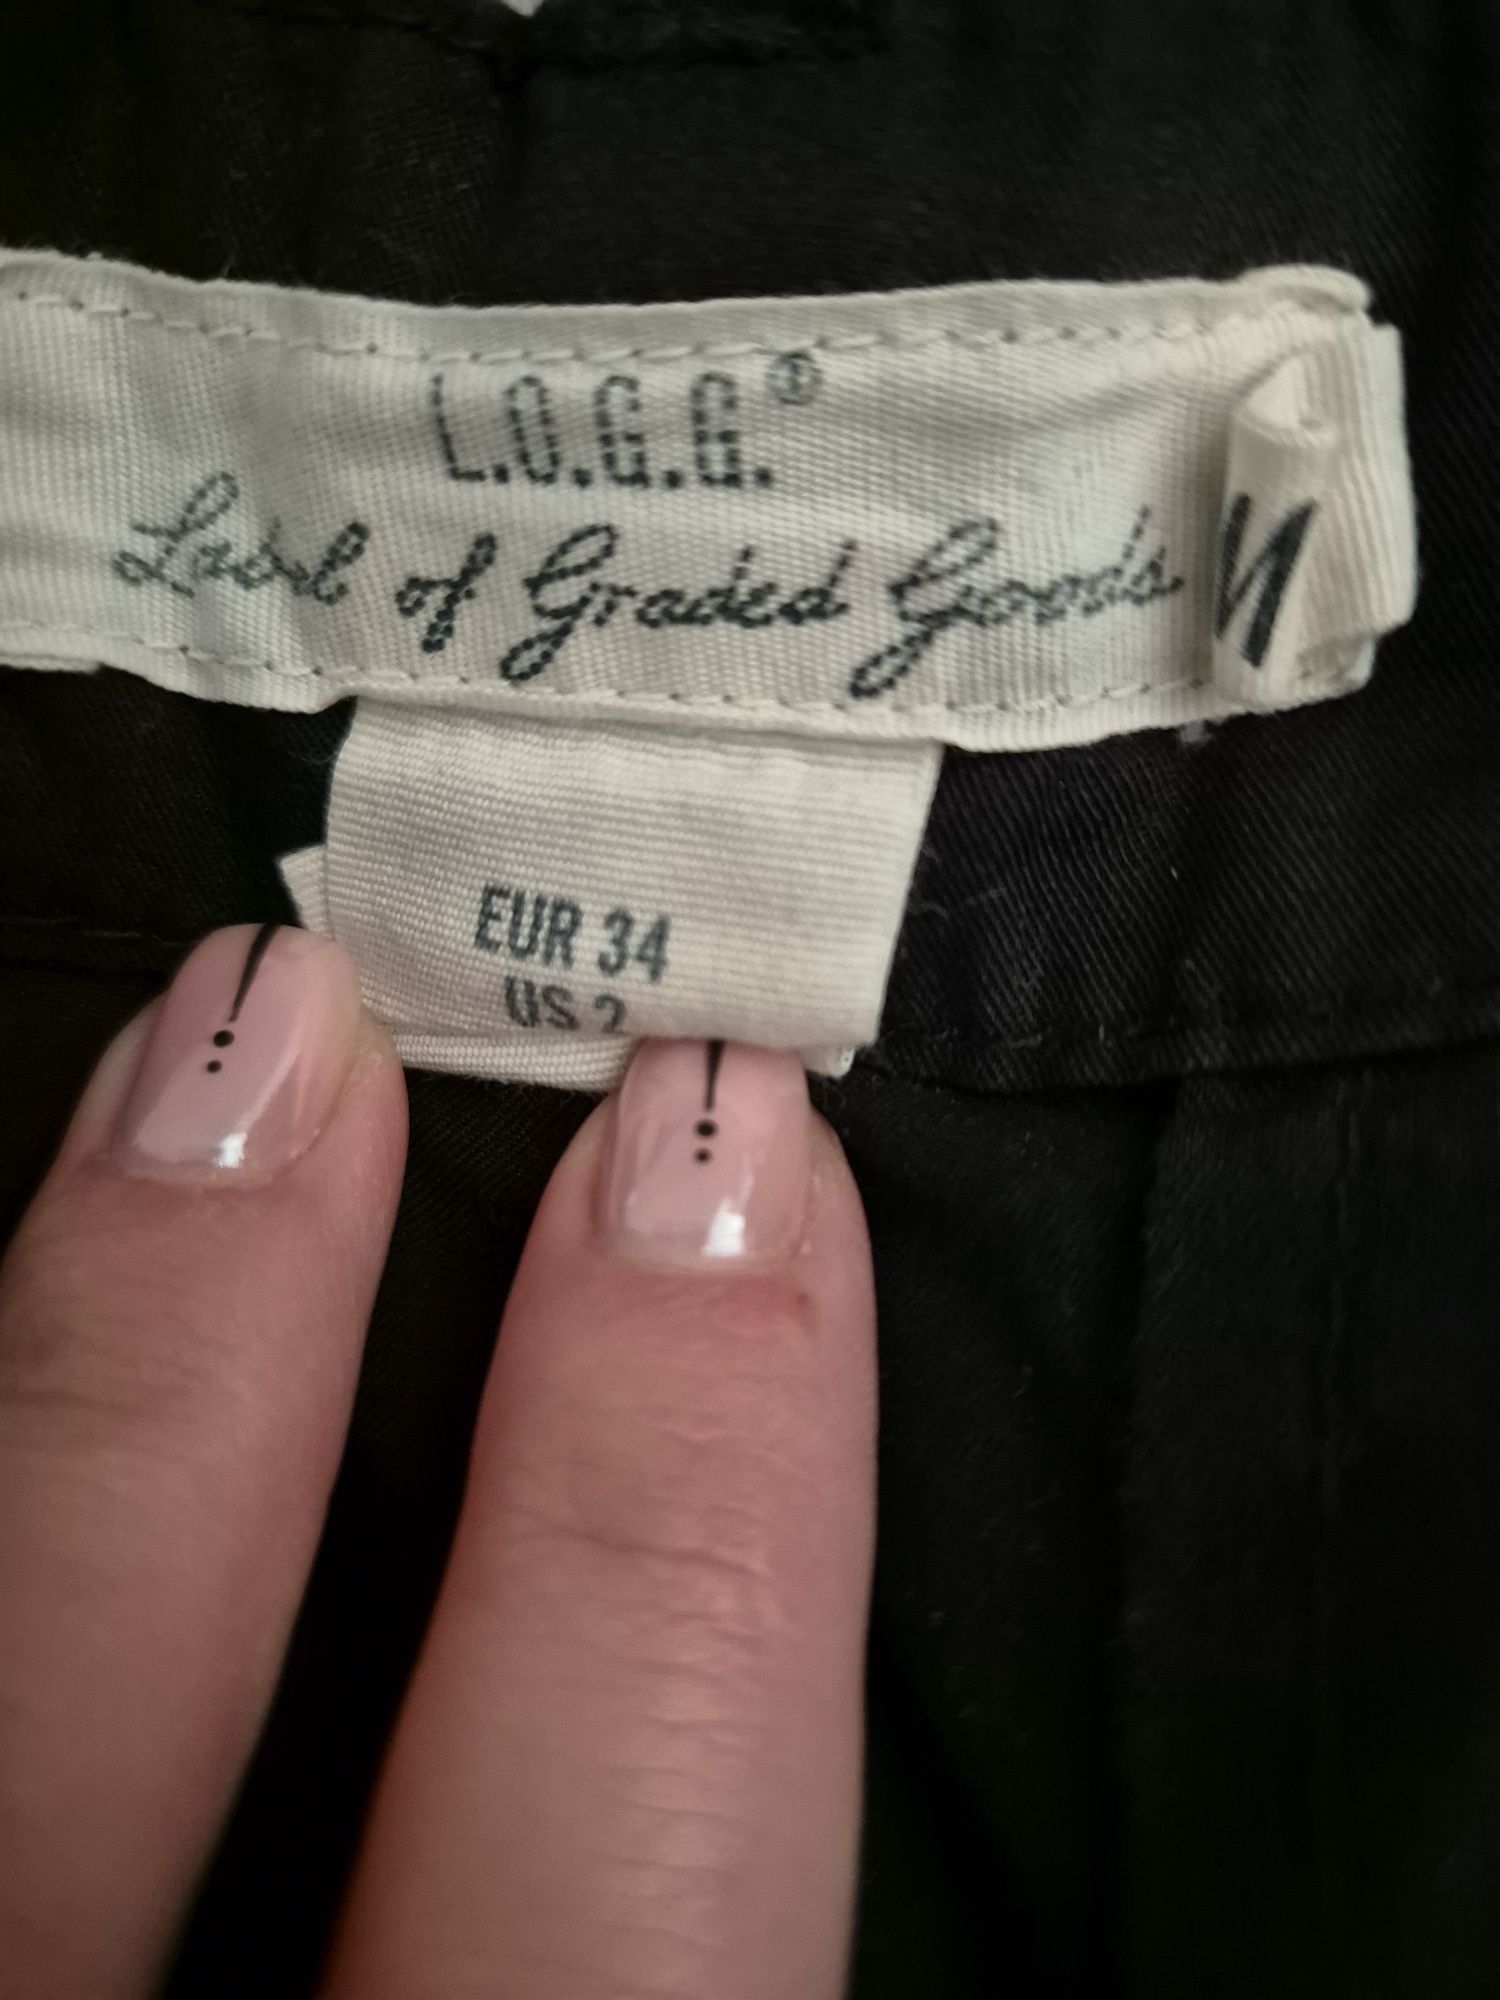 L.O.G.G.®
Label of Graded Goods
EUR 34
US 2